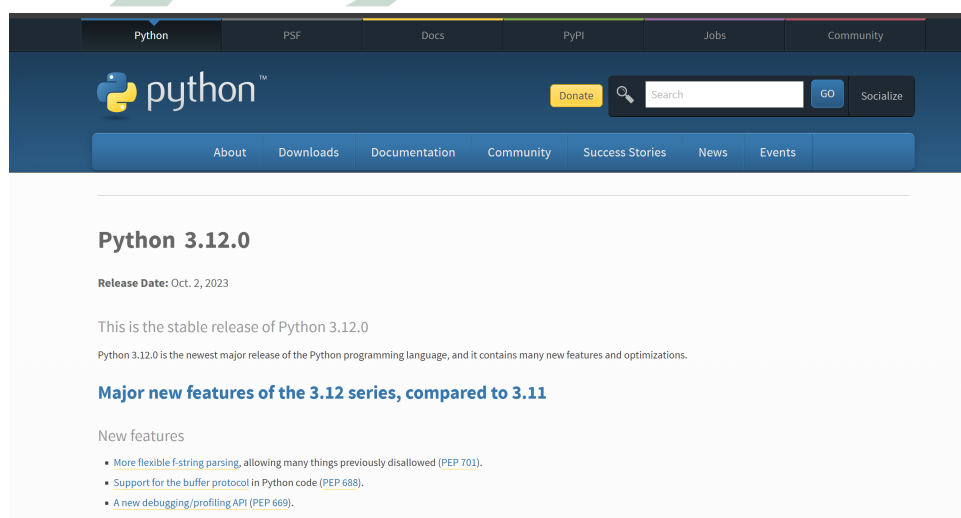 Python PSF Docs PyPI Jobs Community
python™ Donate Search GO Socialize
About Downloads Documentation Community Success Stories News Events
Python 3.12.0
Release Date: Oct. 2, 2023
This is the stable release of Python 3.12.0
Python 3.12.0 is the newest major release of the Python programming language, and it contains many new features and optimizations.
Major new features of the 3.12 series, compared to 3.11
New features
▪ More flexible f-string parsing, allowing many things previously disallowed (PEP 701).
▪ Support for the buffer protocol in Python code (PEP 688).
▪ A new debugging/profiling API (PEP 669).